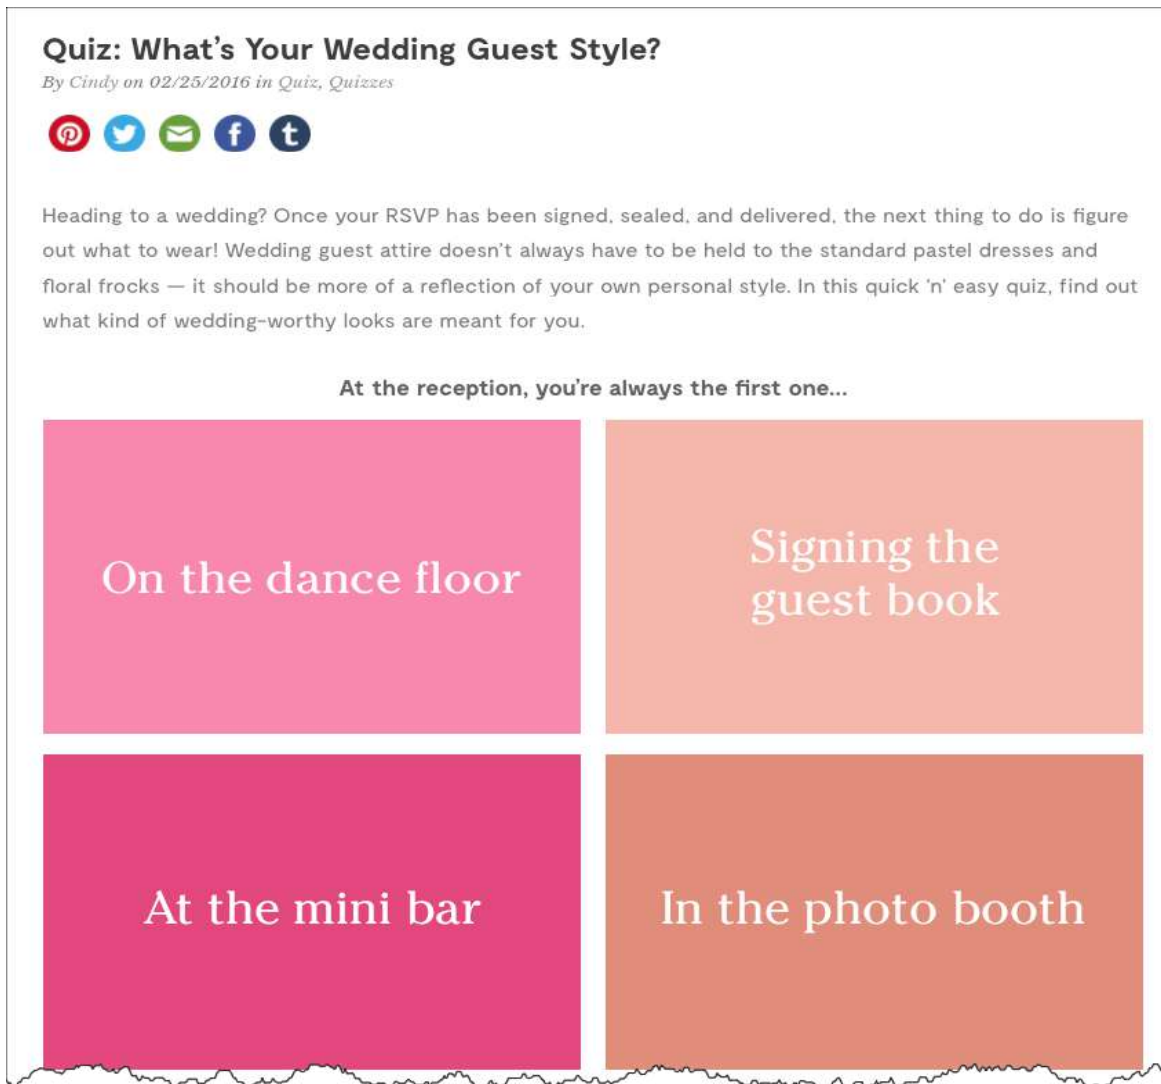 Quiz: What’s Your Wedding Guest Style?
By Cindy on 02/25/2016 in Quiz, Quizzes
Heading to a wedding? Once your RSVP has been signed, sealed, and delivered, the next thing to do is figure
out what to wear! Wedding guest attire doesn’t always have to be held to the standard pastel dresses and
floral frocks — it should be more of a reflection of your own personal style. In this quick ‘n’ easy quiz, find out
what kind of wedding-worthy looks are meant for you.
At the reception, you’re always the first one...
On the dance floor
Signing the
guest book
At the mini bar
In the photo booth